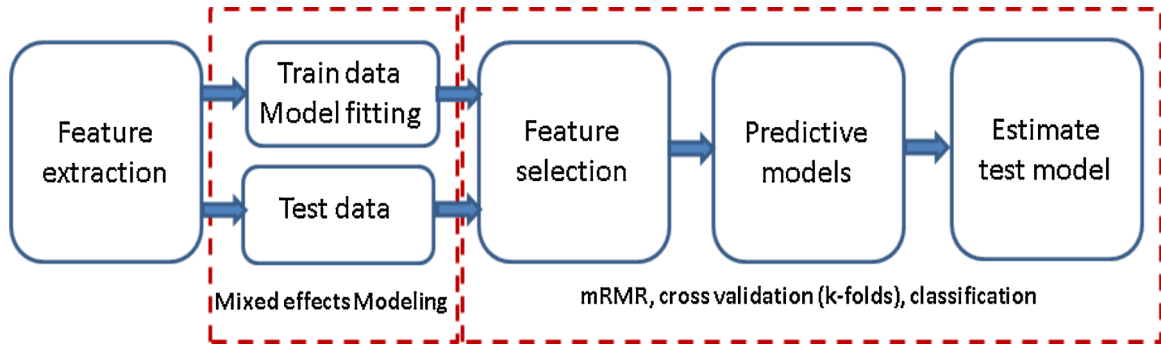 Feature
extraction
Train data
Model fitting
Test data
Mixed effects Modeling
Feature
selection
Predictive
models
Estimate
test model
mRMR, cross validation (k-folds), classification